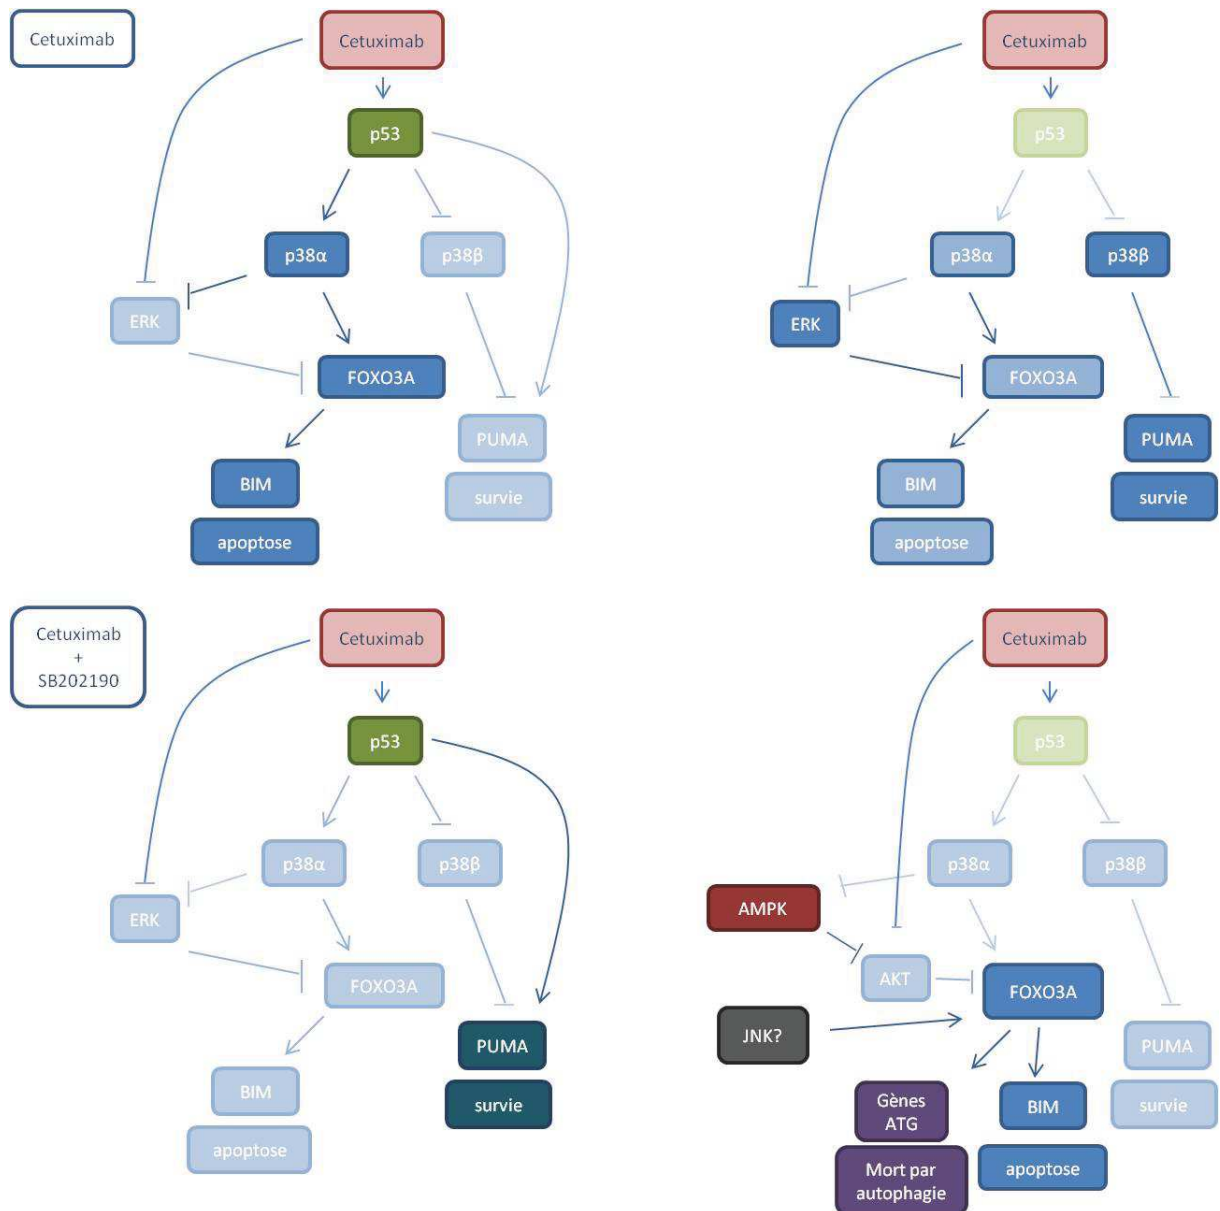 Cetuximab
Cetuximab
p53
p38α
p38β
ERK
FOXO3A
PUMA
BIM
survie
apoptose
Cetuximab
p53
p38α
p38β
ERK
FOXO3A
PUMA
BIM
survie
apoptose
Cetuximab
+
SB202190
Cetuximab
p53
p38α
p38β
ERK
FOXO3A
PUMA
BIM
survie
apoptose
Cetuximab
p53
p38α
p38β
AMPK
AKT
FOXO3A
JNK?
PUMA
Gènes
ATG
BIM
survie
Mort par
autophagie
apoptose